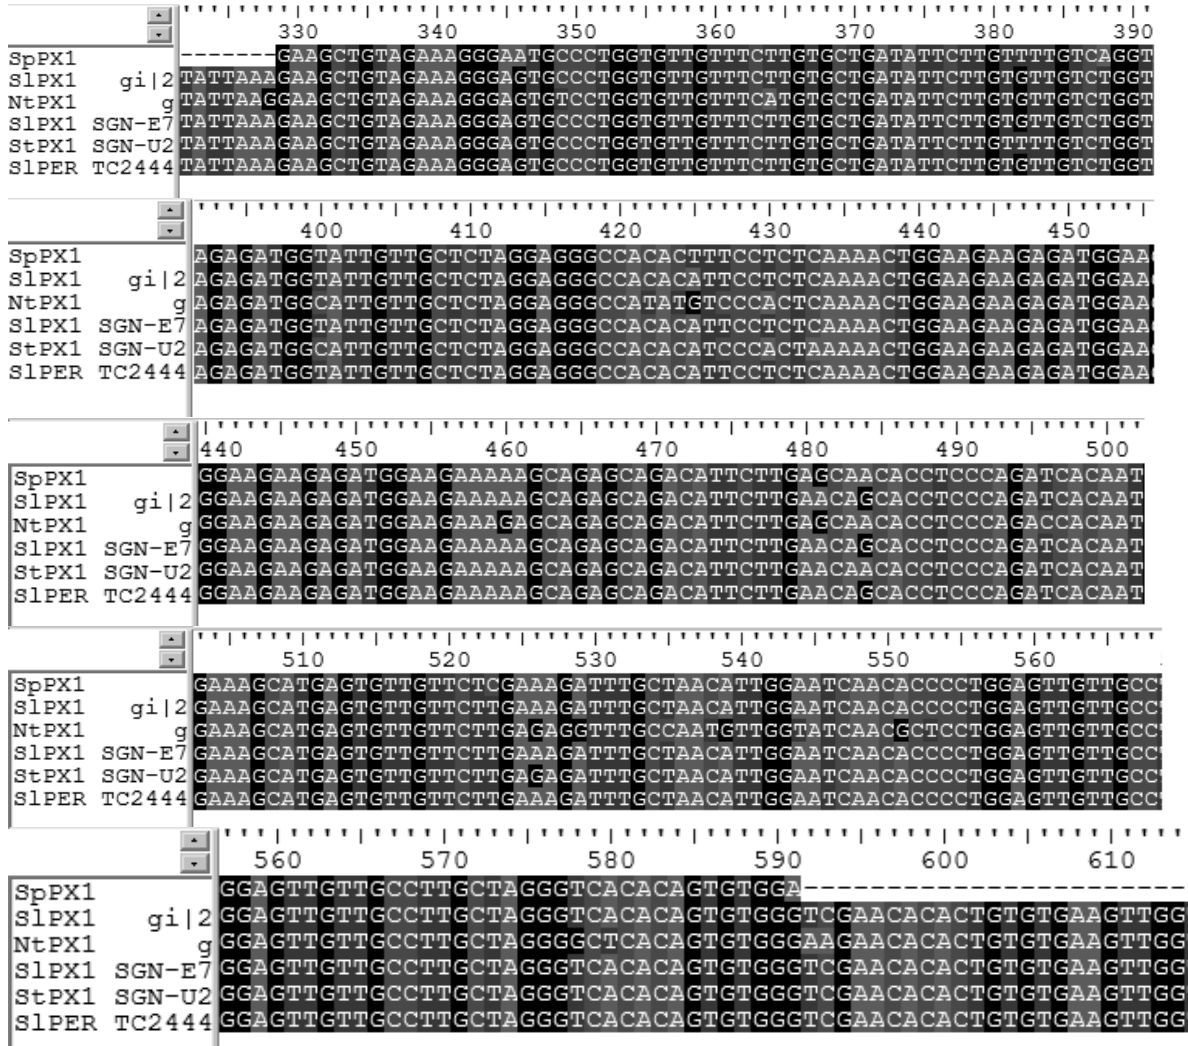 330 340 350 360 370 380 390
SpPX1 -------GAAGCTGTAGAAAGGGAATGCCCTGGTGTTGTTTCTTGTGCTGATATTCTTGTTTTGTCAGGT
SlPX1 gi|2 TATTAAAGAAGCTGTAGAAAGGGAGTGCCCTGGTGTTGTTTCTTGTGCTGATATTCTTGTGTTGTCTGGT
NtPX1 g TATTAAGGAAGCTGTAGAAAGGGAGTGTCCTGGTGTTGTTTCATGTGCTGATATTCTTGTGTTGTCTGGT
SlPX1 SGN-E7 TATTAAAGAAGCTGTAGAAAGGGAGTGCCCTGGTGTTGTTTCTTGTGCTGATATTCTTGTGTTGTCTGGT
StPX1 SGN-U2 TATTAAAGAAGCTGTAGAAAGGGAGTGCCCTGGTGTTGTTTCTTGTGCTGATATTCTTGTTTTGTCTGGT
SlPER TC2444 TATTAAAGAAGCTGTAGAAAGGGAGTGCCCTGGTGTTGTTTCTTGTGCTGATATTCTTGTGTTGTCTGGT
400 410 420 430 440 450
SpPX1 AGAGATGGTATTGTTGCTCTAGGAGGGCCACACTTTCCTCTCAAAACTGGAAGAAGAGATGGAA
SlPX1 gi|2 AGAGATGGTATTGTTGCTCTAGGAGGGCCACACATTCCTCTCAAAACTGGAAGAAGAGATGGAA
NtPX1 g AGAGATGGCATTGTTGCTCTAGGAGGGCCATATGTCCCACTCAAAACTGGAAGAAGAGATGGAA
SlPX1 SGN-E7 AGAGATGGTATTGTTGCTCTAGGAGGGCCACACATTCCTCTCAAAACTGGAAGAAGAGATGGAA
StPX1 SGN-U2 AGAGATGGCATTGTTGCTCTAGGAGGGCCACACATCCCACTCAAAACTGGAAGAAGAGATGGAA
SlPER TC2444 AGAGATGGTATTGTTGCTCTAGGAGGGCCACACATTCCTCTCAAAACTGGAAGAAGAGATGGAA
440 450 460 470 480 490 500
SpPX1 GGAAGAAGAGATGGAAGAAAAAGCAGAGCAGACATTCTTGAGCAACACCTCCCAGATCACAAT
SlPX1 gi|2 GGAAGAAGAGATGGAAGAAAAAGCAGAGCAGACATTCTTGAACAGCACCTCCCAGATCACAAT
NtPX1 g GGAAGAAGAGATGGAAGAAAGAGCAGAGCAGACATTCTTGAGCAACACCTCCCAGACCACAAT
SlPX1 SGN-E7 GGAAGAAGAGATGGAAGAAAAAGCAGAGCAGACATTCTTGAACAGCACCTCCCAGATCACAAT
StPX1 SGN-U2 GGAAGAAGAGATGGAAGAAAAAGCAGAGCAGACATTCTTGAACAACACCTCCCAGATCACAAT
SlPER TC2444 GGAAGAAGAGATGGAAGAAAAAGCAGAGCAGACATTCTTGAACAGCACCTCCCAGATCACAAT
510 520 530 540 550 560
SpPX1 GAAAGCATGAGTGTTGTTCTCGAAAGATTTGCTAACATTGGAATCAACACCCCTGGAGTTGTTGCC
SlPX1 gi|2 GAAAGCATGAGTGTTGTTCTTGAAAGATTTGCTAACATTGGAATCAACACCCCTGGAGTTGTTGCC
NtPX1 g GAAAGCATGAGTGTTGTTCTTGAGAGGTTTGCCAATGTTGGTATCAACGCTCCTGGAGTTGTTGCC
SlPX1 SGN-E7 GAAAGCATGAGTGTTGTTCTTGAAAGATTTGCTAACATTGGAATCAACACCCCTGGAGTTGTTGCC
StPX1 SGN-U2 GAAAGCATGAGTGTTGTTCTTGAGAGATTTGCTAACATTGGAATCAACACCCCTGGAGTTGTTGCC
SlPER TC2444 GAAAGCATGAGTGTTGTTCTTGAAAGATTTGCTAACATTGGAATCAACACCCCTGGAGTTGTTGCC
560 570 580 590 600 610
SpPX1 GGAGTTGTTGCCTTGCTAGGGTCACACAGTGTGGA-----------------------
SlPX1 gi|2 GGAGTTGTTGCCTTGCTAGGGTCACACAGTGTGGGTCGAACACACTGTGTGAAGTTGG
NtPX1 g GGAGTTGTTGCCTTGCTAGGGGCTCACAGTGTGGGAAGAACACACTGTGTGAAGTTGG
SlPX1 SGN-E7 GGAGTTGTTGCCTTGCTAGGGTCACACAGTGTGGGTCGAACACACTGTGTGAAGTTGG
StPX1 SGN-U2 GGAGTTGTTGCCTTGCTAGGGTCACACAGTGTGGGTCGAACACACTGTGTGAAGTTGG
SlPER TC2444 GGAGTTGTTGCCTTGCTAGGGTCACACAGTGTGGGTCGAACACACTGTGTGAAGTTGG